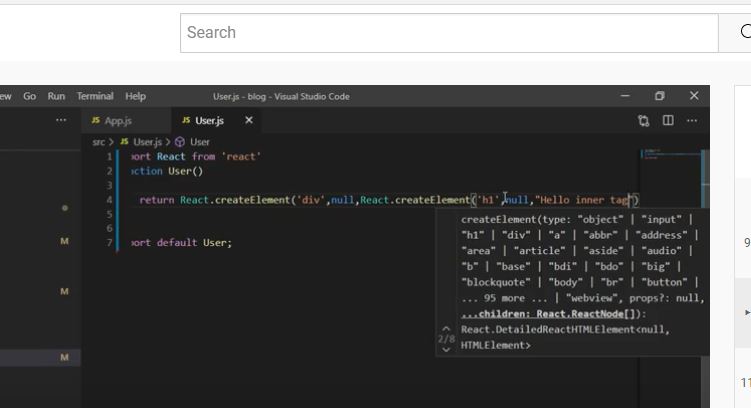 Search
ew Go Run Terminal Help User.js - blog - Visual Studio Code
JS App.js JS User.js
src > JS User.js > User
1 ort React from 'react'
2 ction User()
3
4 return React.createElement('div',null,React.createElement('h1',null,"Hello inner tag")
5
6
7 ort default User;
M
M
M
createElement(type: "object" | "input" |
"h1" | "div" | "a" | "abbr" | "address" |
"area" | "article" | "aside" | "audio" |
"b" | "base" | "bdi" | "bdo" | "big" |
"blockquote" | "body" | "br" | "button" |
... 95 more ... | "webview", props?: null,
...children: React.ReactNode[]):
2/8 React.DetailedReactHTMLElement<null,
HTMLElement>
9
11